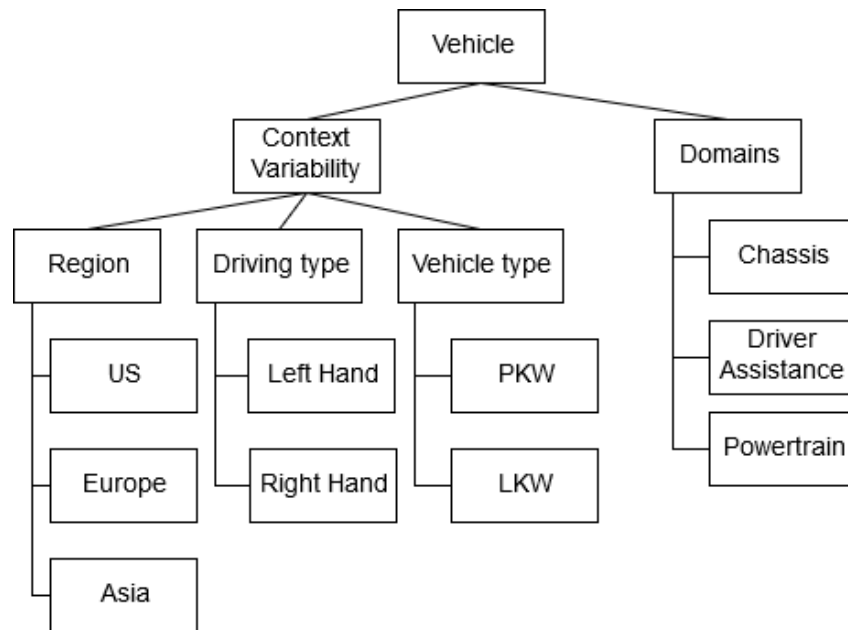 Vehicle
Context
Variability
Domains
Region
Driving type
Vehicle type
Chassis
US
Left Hand
PKW
Driver
Assistance
Europe
Right Hand
LKW
Powertrain
Asia